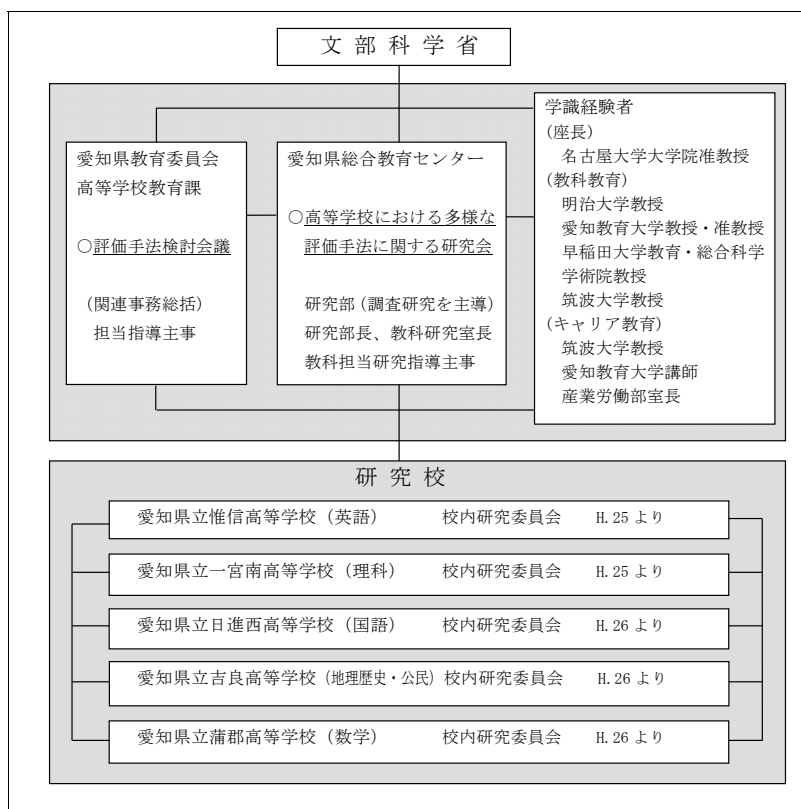 文部科学省
愛知県教育委員会
高等学校教育課
○評価手法検討会議
(関連事務総括)
担当指導主事
愛知県総合教育センター
○高等学校における多様な
評価手法に関する研究会
研究部(調査研究を主導)
研究部長、教科研究室長
教科担当研究指導主事
学識経験者
(座長)
名古屋大学大学院准教授
(教科教育)
明治大学教授
愛知教育大学教授・准教授
早稲田大学教育・総合科学
学術院教授
筑波大学教授
(キャリア教育)
筑波大学教授
愛知教育大学講師
産業労働部室長
研究校
愛知県立惟信高等学校(英語) 校内研究委員会 H.25より
愛知県立一宮南高等学校(理科) 校内研究委員会 H.25より
愛知県立日進西高等学校(国語) 校内研究委員会 H.26より
愛知県立吉良高等学校(地理歴史・公民) 校内研究委員会 H.26より
愛知県立蒲郡高等学校(数学) 校内研究委員会 H.26より